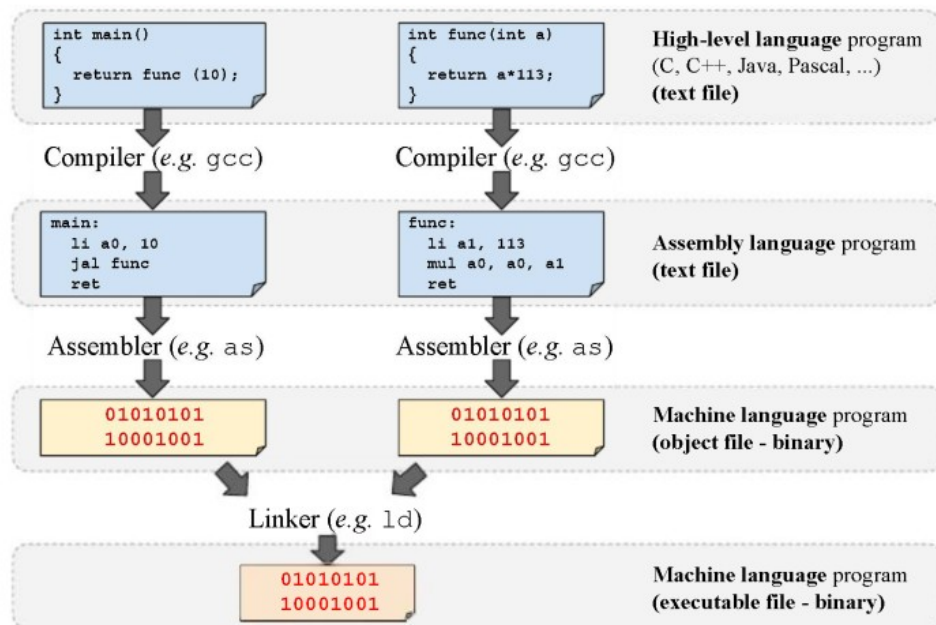 int main()
{
return func (10);
}
int func(int a)
{
return a*113;
}
High-level language program
(C, C++, Java, Pascal, ...)
(text file)
Compiler (e.g. gcc)
Compiler (e.g. gcc)
main:
li a0, 10
jal func
ret
func:
li a1, 113
mul a0, a0, a1
ret
Assembly language program
(text file)
Assembler (e.g. as)
Assembler (e.g. as)
01010101
10001001
01010101
10001001
Machine language program
(object file - binary)
Linker (e.g. ld)
01010101
10001001
Machine language program
(executable file - binary)